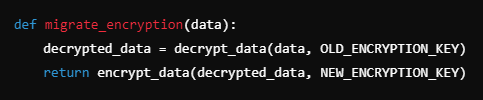 def migrate_encryption(data):
    decrypted_data = decrypt_data(data, OLD_ENCRYPTION_KEY)
    return encrypt_data(decrypted_data, NEW_ENCRYPTION_KEY)